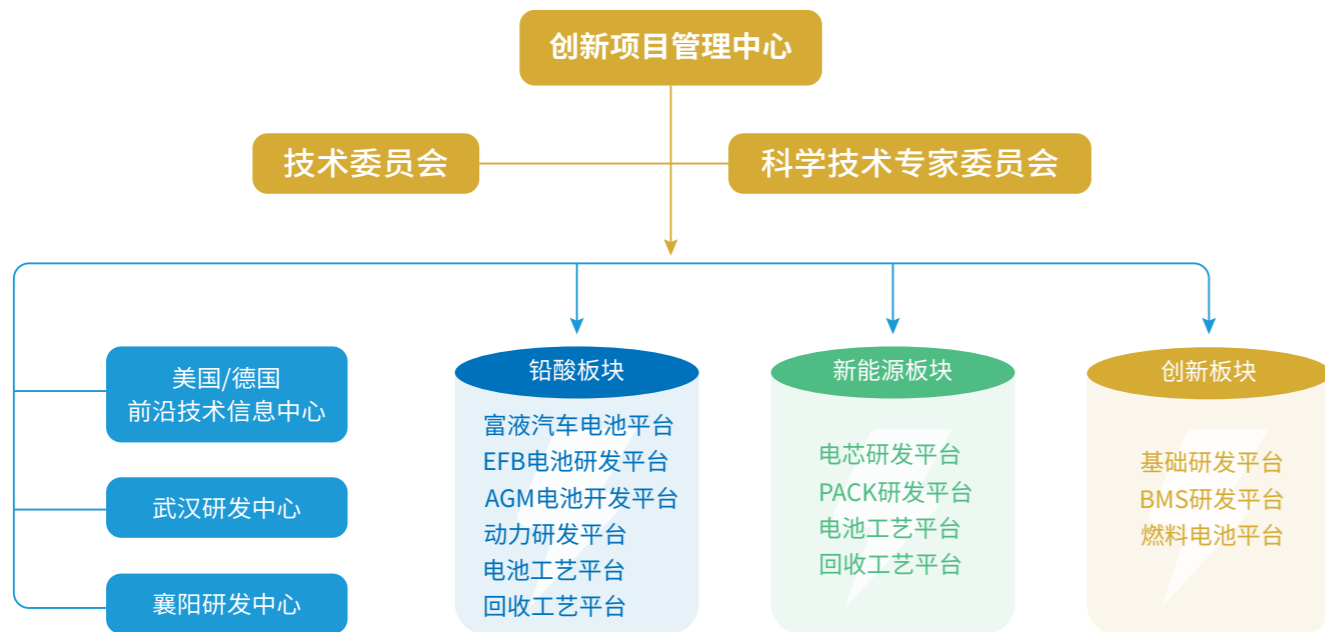 创新项目管理中心
技术委员会
科学技术专家委员会
美国/德国
前沿技术信息中心
武汉研发中心
襄阳研发中心
铅酸板块
富液汽车电池平台
EFB电池研发平台
AGM电池开发平台
动力研发平台
电池工艺平台
回收工艺平台
新能源板块
电芯研发平台
PACK研发平台
电池工艺平台
回收工艺平台
创新板块
基础研发平台
BMS研发平台
燃料电池平台